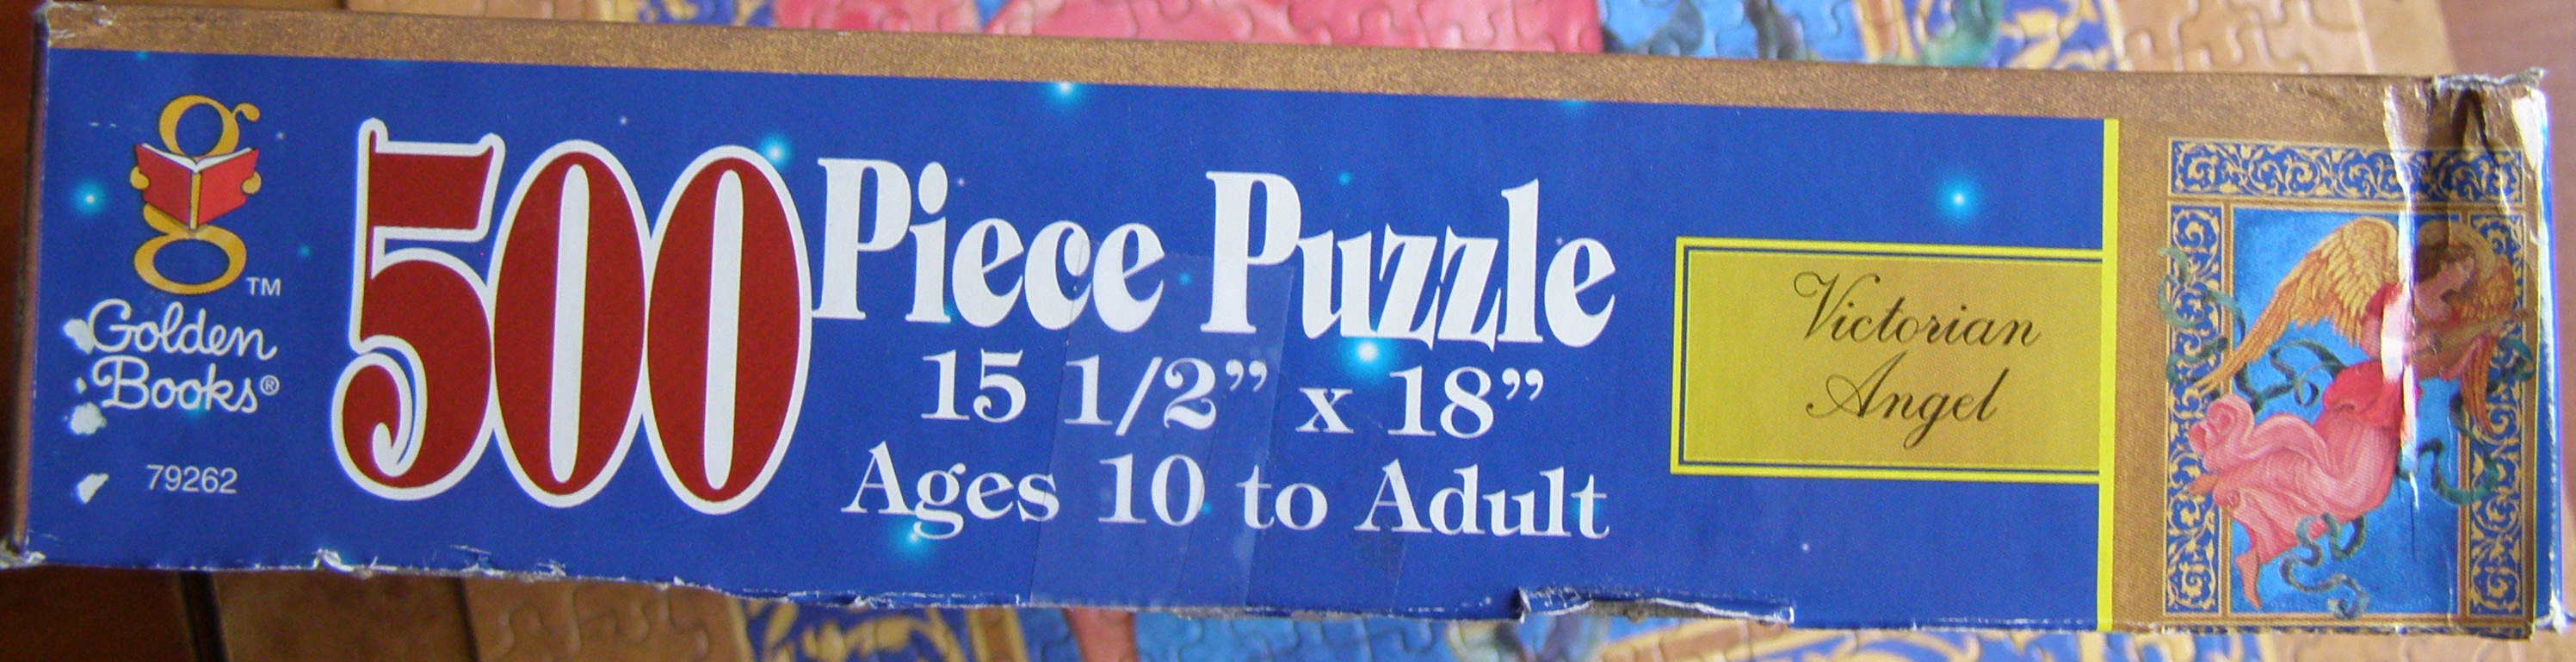 g
TM
Golden
Books®
79262
500 Piece Puzzle
15 1/2” x 18”
Ages 10 to Adult
Victorian
Angel